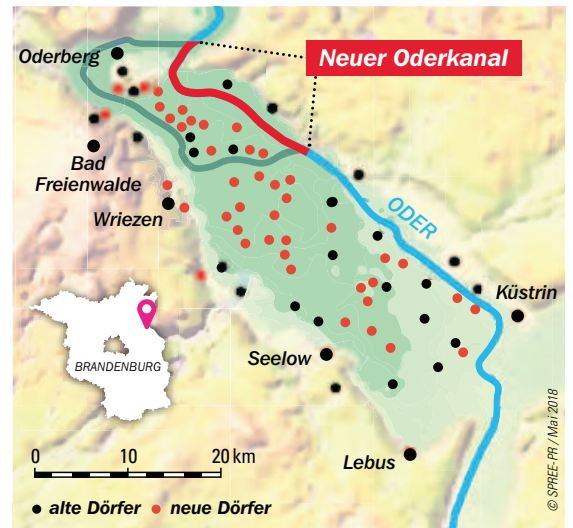 Oderberg
Neuer Oderkanal
Bad
Freienwalde
Wriezen
ODER
Küstrin
BRANDENBURG
Seelow
Lebus
0 10 20 km
alte Dörfer neue Dörfer
© SPREE-PR / Mai 2018